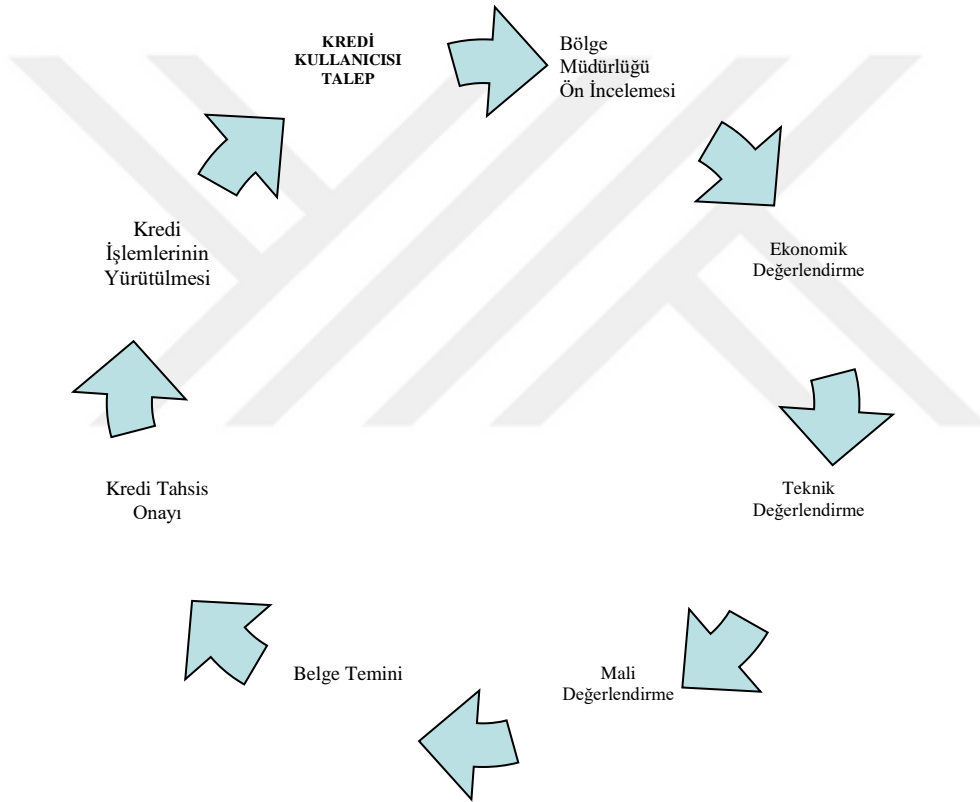 KREDİ
KULLANICISI
TALEP
Bölge
Müdürlüğü
Ön İncelemesi
Ekonomik
Değerlendirme
Teknik
Değerlendirme
Mali
Değerlendirme
Belge Temini
Kredi Tahsis
Onayı
Kredi
İşlemlerinin
Yürütülmesi